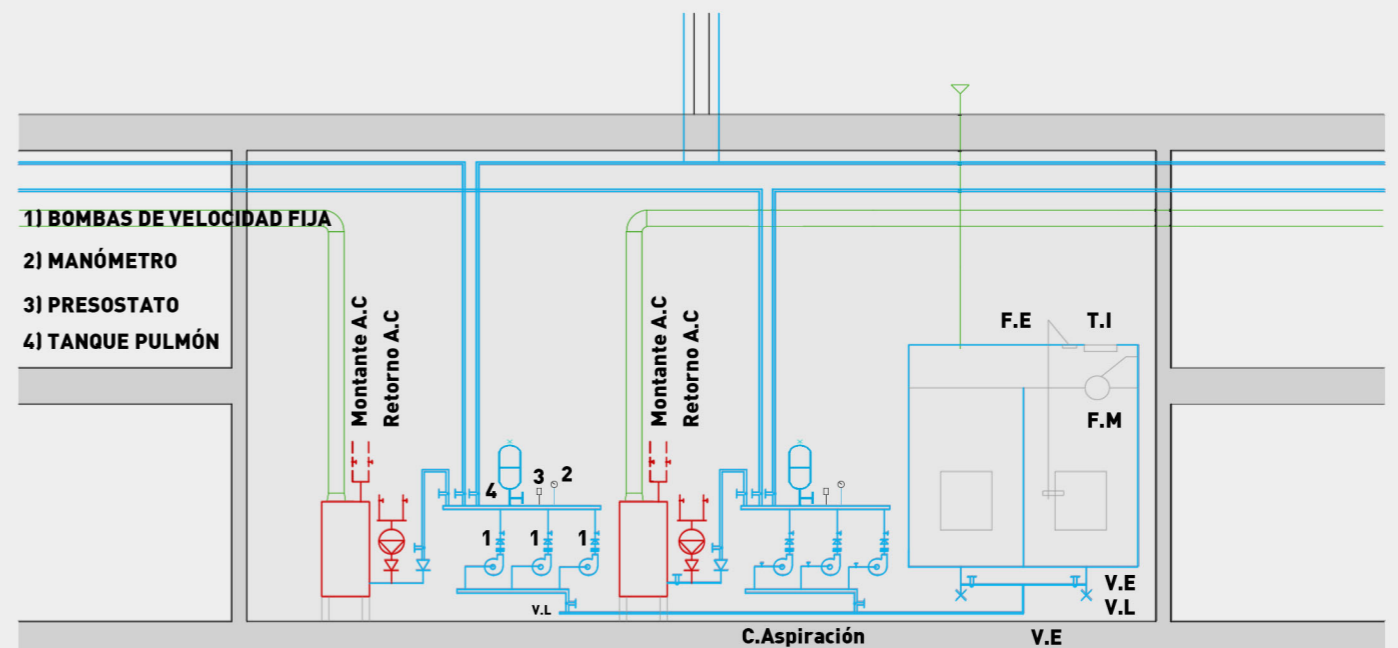 1) BOMBAS DE VELOCIDAD FIJA
2) MANÓMETRO
3) PRESOSTATO
4) TANQUE PULMÓN
Montante A.C
Retorno A.C
Montante A.C
Retorno A.C
F.E
T.I
F.M
4
3
2
1
1
1
V.L
V.E
V.L
C.Aspiración
V.E